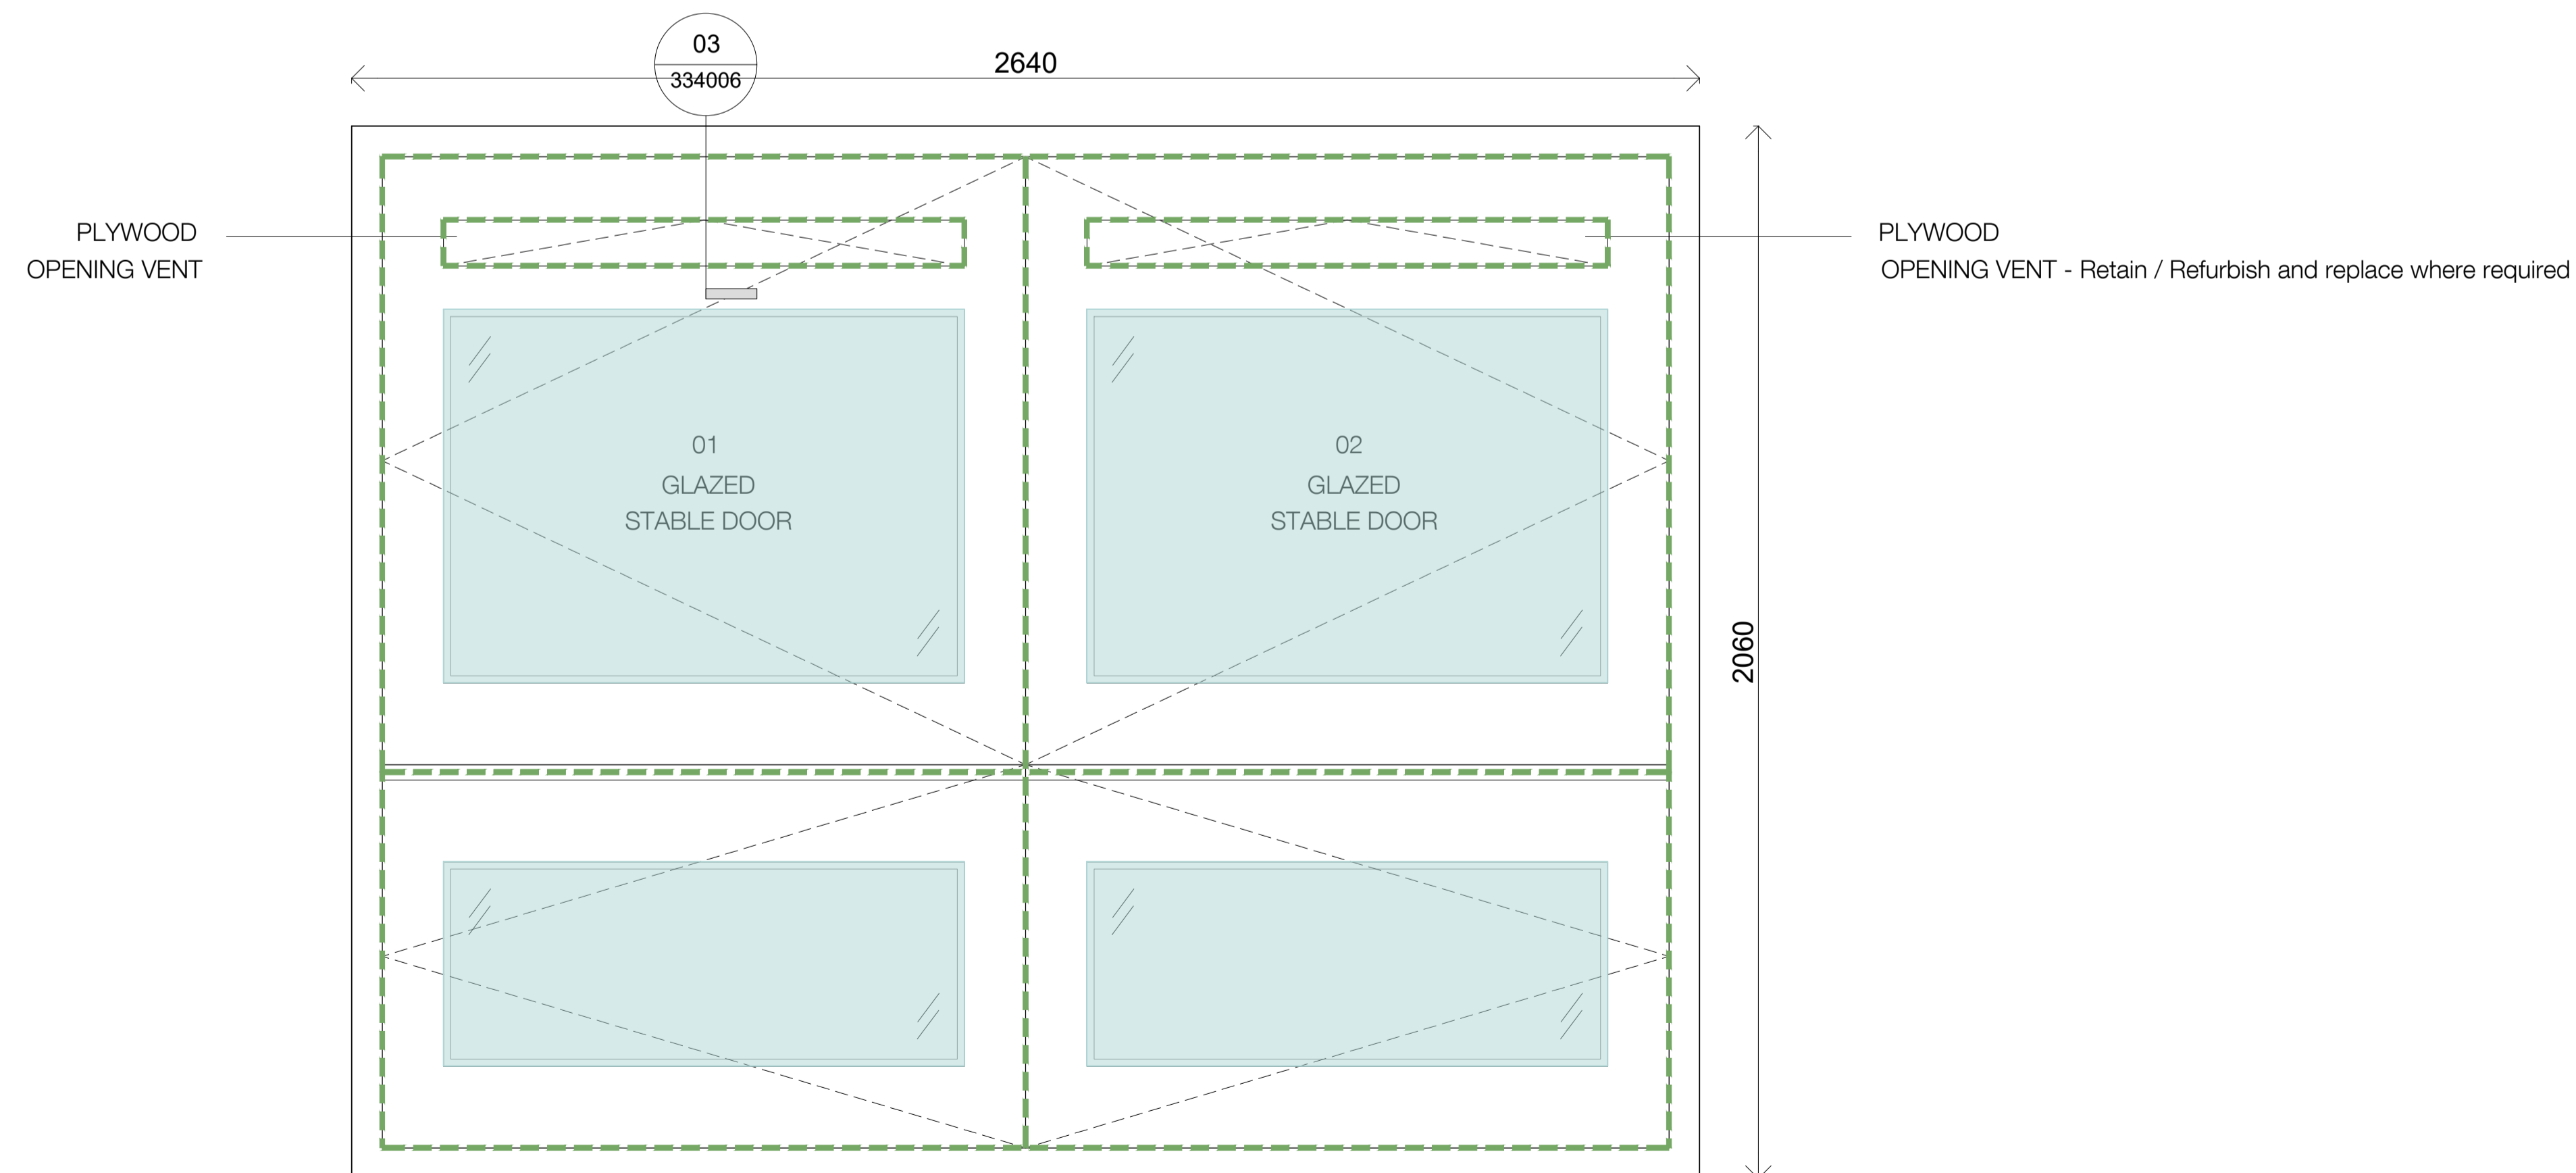 03
334006
2640
PLYWOOD
OPENING VENT
PLYWOOD
OPENING VENT - Retain / Refurbish and replace where required
01
GLAZED
STABLE DOOR
02
GLAZED
STABLE DOOR
2060